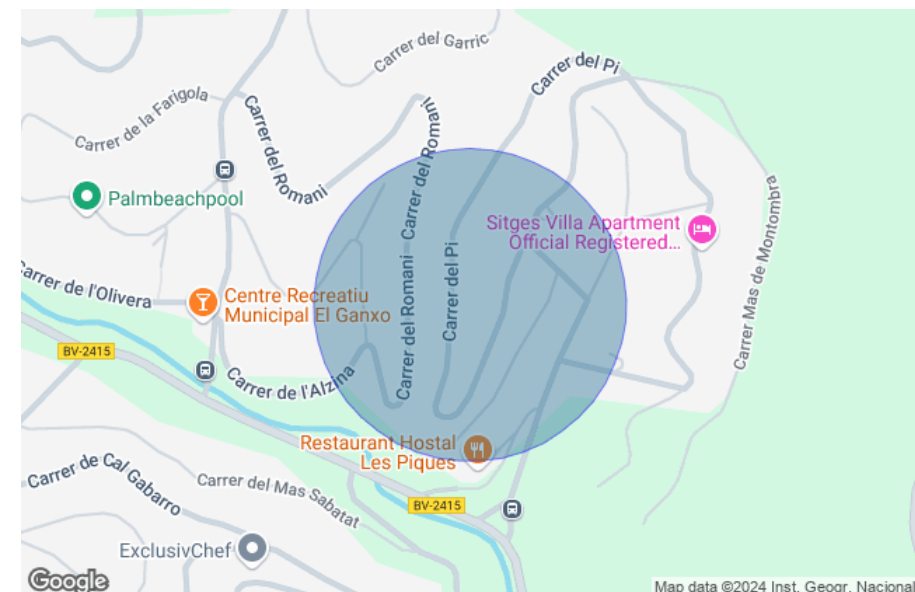 Carrer del Garric
Carrer del Pi
Carrer de la Farigola
Carrer del Romani
Carrer del Romani
Palmbeachpool
Sitges Villa Apartment
Official Registered...
Carrer Mas de Montombra
Carrer del Pi
Carrer del Romani
Carrer de l'Olivera
Centre Recreatiu
Municipal El Ganxo
BV-2415
Carrer de l'Alzina
Restaurant Hostal
Les Piques
Carrer de Cal Gabarro
Carrer del Mas Sabatat
BV-2415
ExclusivChef
Google
Map data ©2024 Inst. Geogr. Nacional